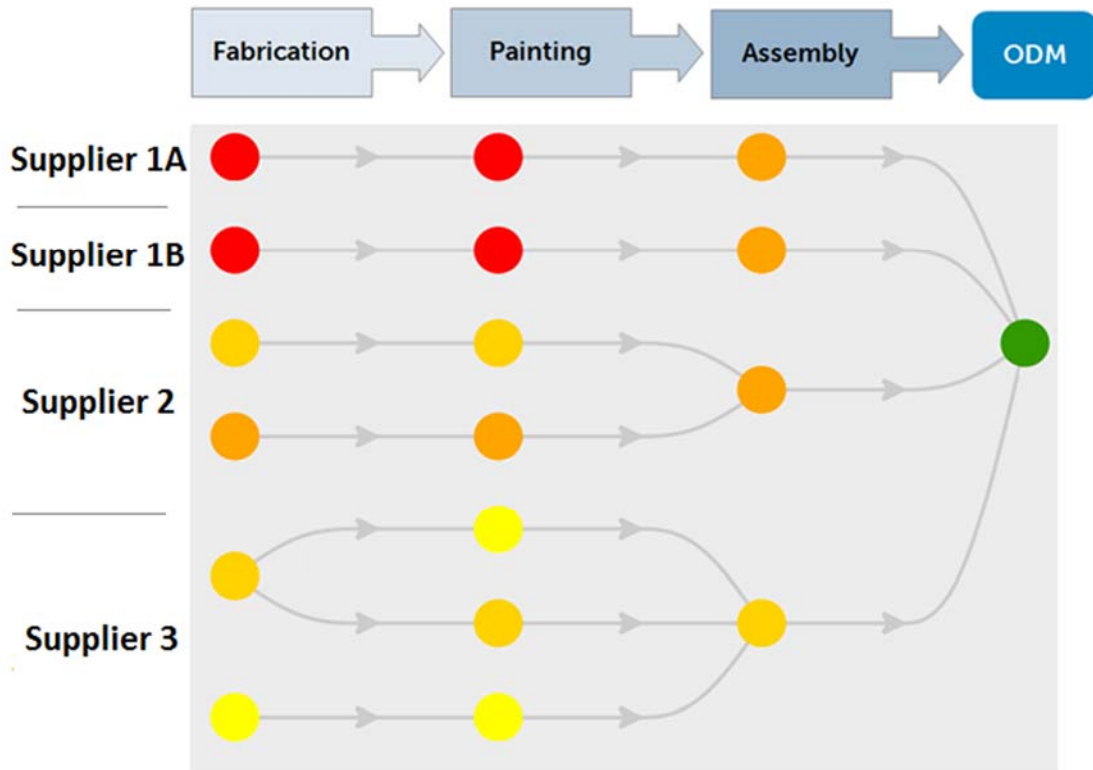 Fabrication
Painting
Assembly
ODM
Supplier 1A
Supplier 1B
Supplier 2
Supplier 3